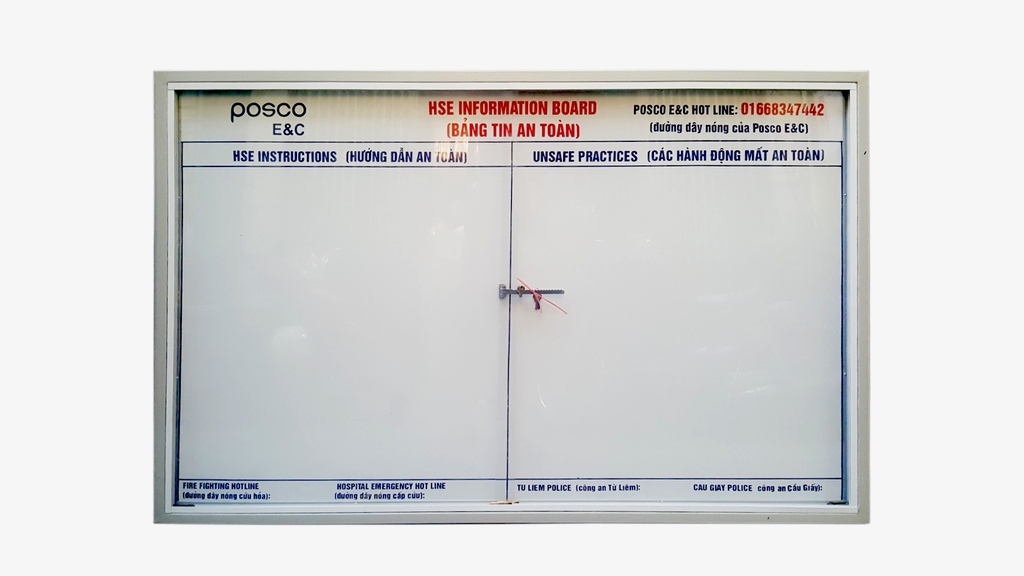 posco
E&C
HSE INFORMATION BOARD
(BẢNG TIN AN TOÀN)
POSCO E&C HOT LINE: 01668347442
(đường dây nóng của Posco E&C)
HSE INSTRUCTIONS (HƯỚNG DẪN AN TOÀN)
UNSAFE PRACTICES (CÁC HÀNH ĐỘNG MẤT AN TOÀN)
FIRE FIGHTING HOTLINE
(đường dây nóng cứu hỏa):
HOSPITAL EMERGENCY HOT LINE
(đường dây nóng cấp cứu):
TU LIEM POLICE (công an Từ Liêm):
CAU GIAY POLICE công an Cầu Giấy):